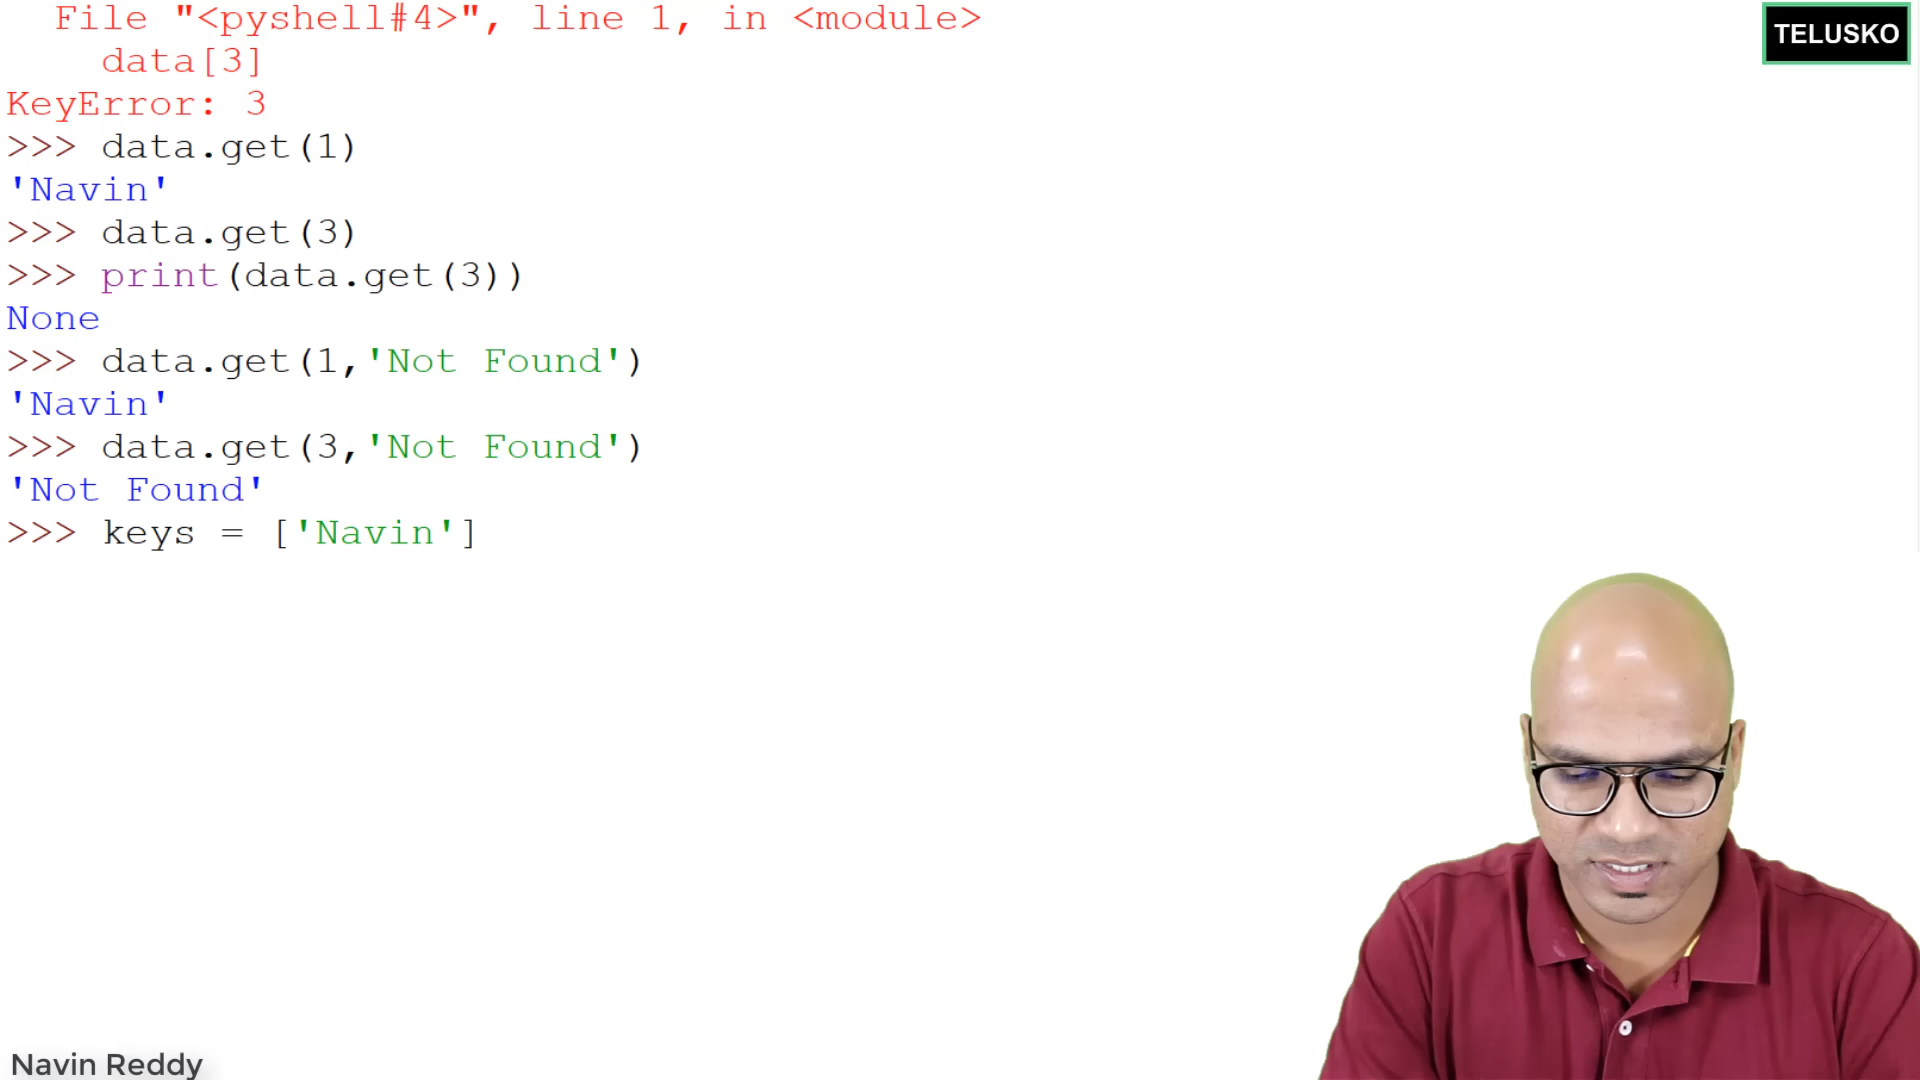 File "<pyshell#4>", line 1, in <module>
data[3]
KeyError: 3
>>> data.get(1)
'Navin'
>>> data.get(3)
>>> print(data.get(3))
None
>>> data.get(1,'Not Found')
'Navin'
>>> data.get(3,'Not Found')
'Not Found'
>>> keys = ['Navin']
TELUSKO
Navin Reddy